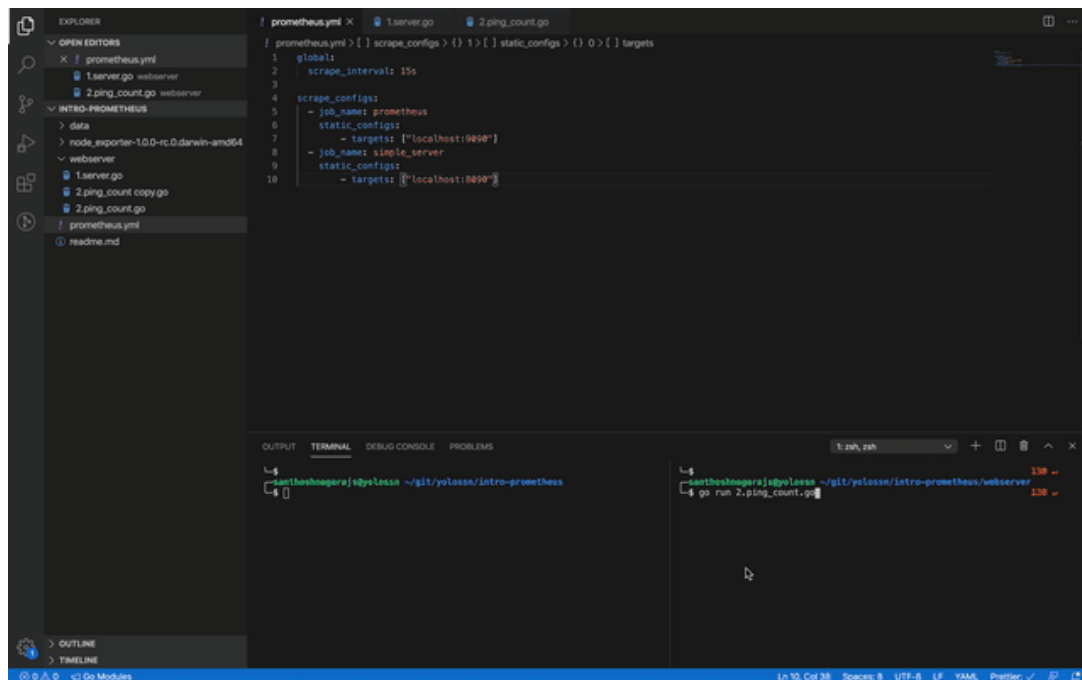 EXPLORER
OPEN EDITORS
prometheus.yml
1.server.go webserver
2.ping_count.go webserver
INTRO-PROMETHEUS
data
node_exporter-1.0.0-rc.0.darwin-amd64
webserver
1.server.go
2.ping_count copy.go
2.ping_count.go
prometheus.yml
readme.md
OUTLINE
TIMELINE
prometheus.yml 1.server.go 2.ping_count.go
prometheus.yml > [ ] scrape_configs > {} 1 > [ ] static_configs > {} 0 > [ ] targets
1 global:
2 scrape_interval: 15s
3
4 scrape_configs:
5 - job_name: prometheus
6 static_configs:
7 - targets: ["localhost:9090"]
8 - job_name: simple_server
9 static_configs:
10 - targets: ["localhost:8090"]
OUTPUT TERMINAL DEBUG CONSOLE PROBLEMS 1: zsh, zsh
$
santhoshnagarajs@yolossn ~/git/yolossn/intro-prometheus
$
$ 130 ↵
santhoshnagarajs@yolossn ~/git/yolossn/intro-prometheus/webserver
$ go run 2.ping_count.go 130 ↵
1
0 0 Go Modules Ln 10, Col 38 Spaces: 8 UTF-8 LF YAML Prettier: ✓